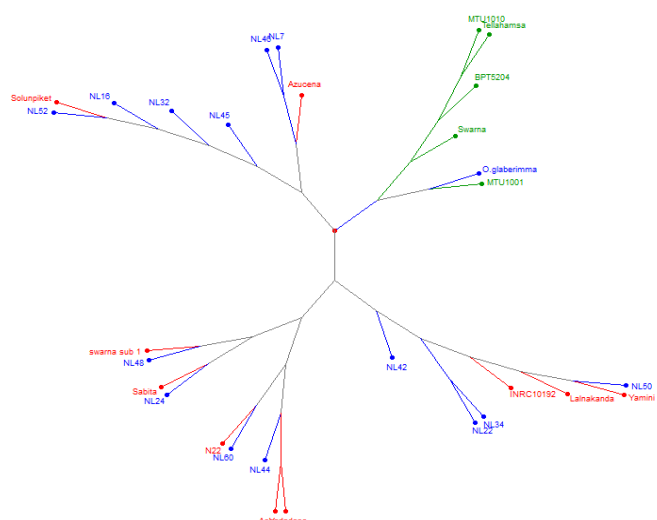 MTU1010
Tellahamsa
NL46
NL7
BPT5204
Azucena
Solunpiket
NL16
NL52
NL32
NL45
Swarna
O.glaberimma
MTU1001
swarna sub 1
NL48
NL42
Sabita
NL24
INRC10192
Lalnakanda
NL50
Yamini
NL34
NL22
N22
NL60
NL44